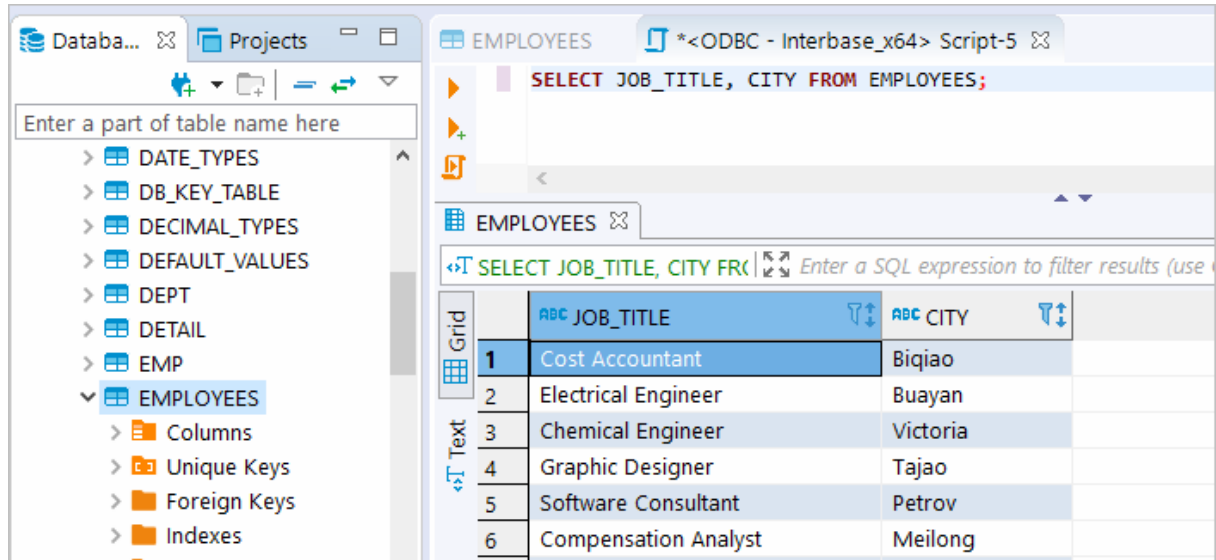 Databa...
Projects
Enter a part of table name here
DATE_TYPES
DB_KEY_TABLE
DECIMAL_TYPES
DEFAULT_VALUES
DEPT
DETAIL
EMP
EMPLOYEES
Columns
Unique Keys
Foreign Keys
Indexes
EMPLOYEES
*<ODBC - Interbase_x64> Script-5
SELECT JOB_TITLE, CITY FROM EMPLOYEES;
EMPLOYEES
SELECT JOB_TITLE, CITY FR Enter a SQL expression to filter results (use
Grid
Text
ABC JOB_TITLE ABC CITY
1 Cost Accountant Biqiao
2 Electrical Engineer Buayan
3 Chemical Engineer Victoria
4 Graphic Designer Tajao
5 Software Consultant Petrov
6 Compensation Analyst Meilong